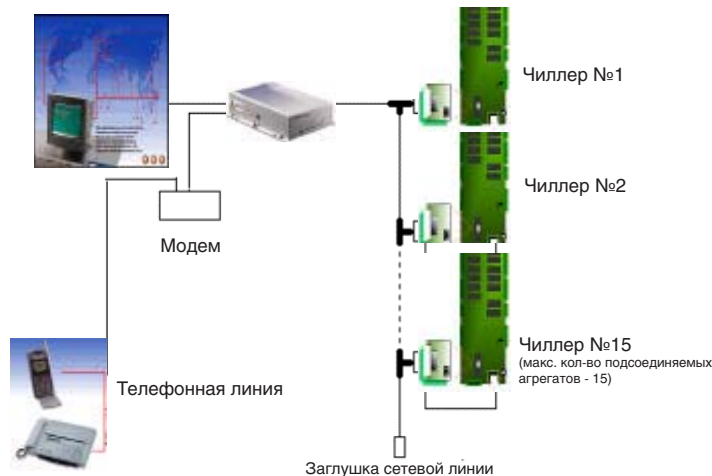 Чиллер №1
Чиллер №2
Модем
Чиллер №15
(макс. кол-во подсоединяемых
агрегатов - 15)
Телефонная линия
Заглушка сетевой линии